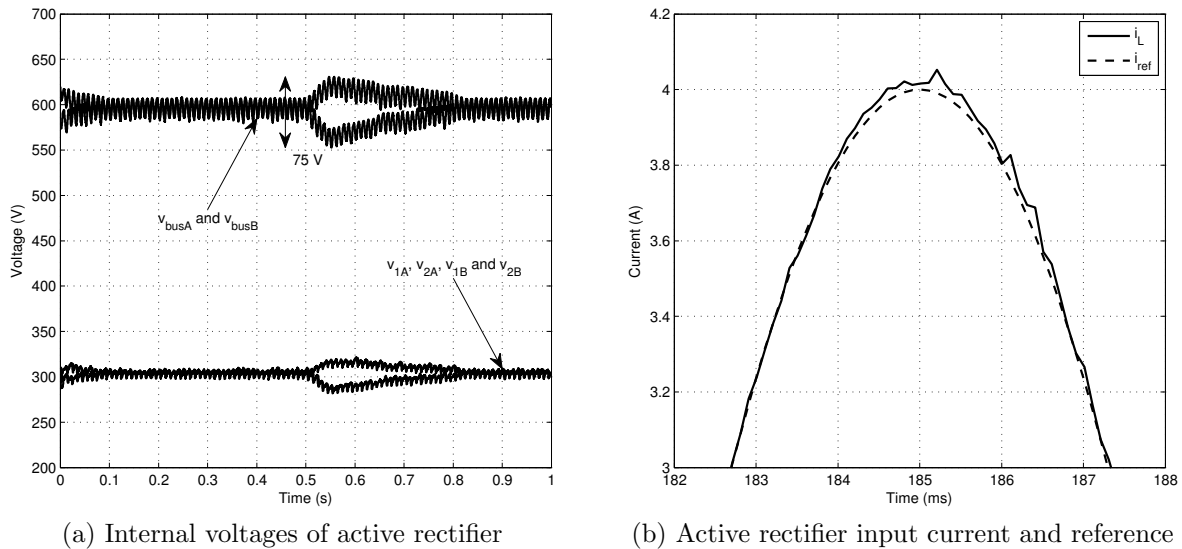 700
650
600
550
500
450
400
350
300
250
200
Voltage (V)
75 V
v_busA and v_busB
v_1A, v_2A, v_1B and v_2B
0 0.1 0.2 0.3 0.4 0.5 0.6 0.7 0.8 0.9 1
Time (s)
(a) Internal voltages of active rectifier
4.2
4
3.8
3.6
3.4
3.2
3
Current (A)
i_L
i_ref
182 183 184 185 186 187 188
Time (ms)
(b) Active rectifier input current and reference